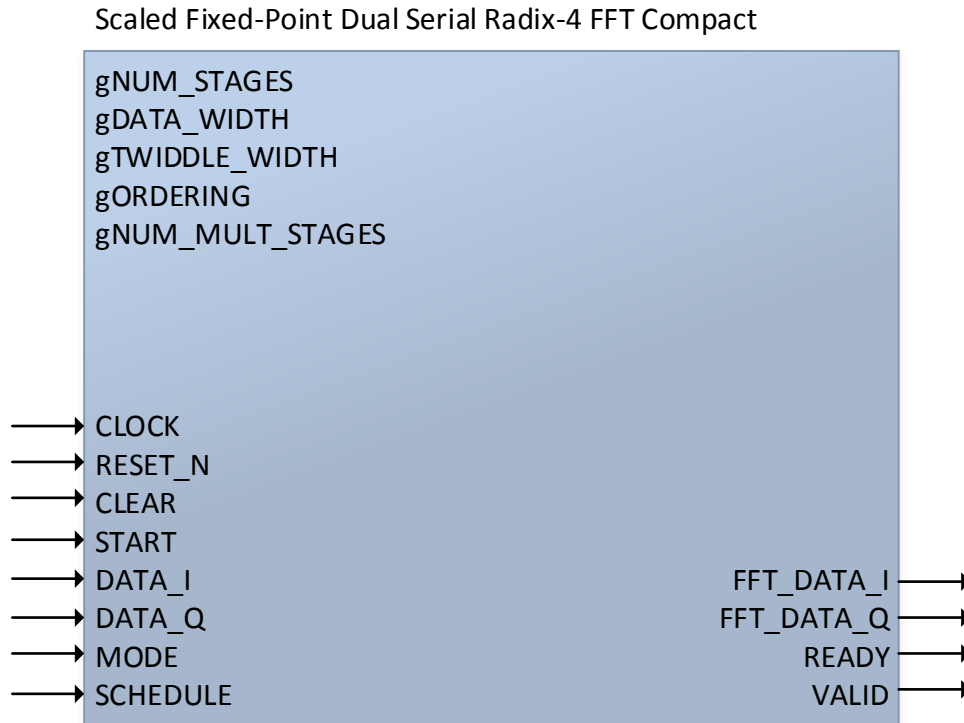 Scaled Fixed-Point Dual Serial Radix-4 FFT Compact
gNUM_STAGES
gDATA_WIDTH
gTWIDDLE_WIDTH
gORDERING
gNUM_MULT_STAGES
CLOCK
RESET_N
CLEAR
START
DATA_I FFT_DATA_I
DATA_Q FFT_DATA_Q
MODE READY
SCHEDULE VALID